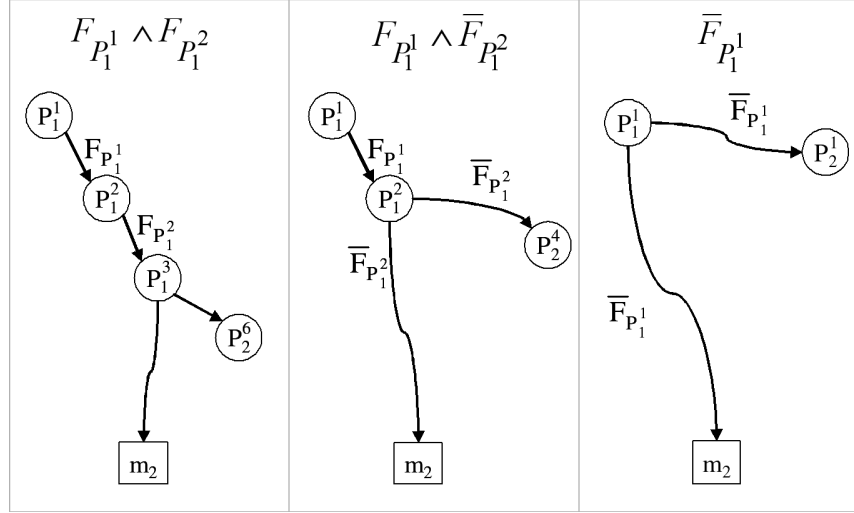 F_{P_1^1} ∧ F_{P_1^2}
P_1^1
F_{P_1^1}
P_1^2
F_{P_1^2}
P_1^3
P_2^6
m_2
F_{P_1^1} ∧ F̅_{P_1^2}
P_1^1
F_{P_1^1}
P_1^2
F̅_{P_1^2}
P_2^4
F̅_{P_1^2}
m_2
F̅_{P_1^1}
P_1^1
F̅_{P_1^1}
P_2^1
F̅_{P_1^1}
m_2